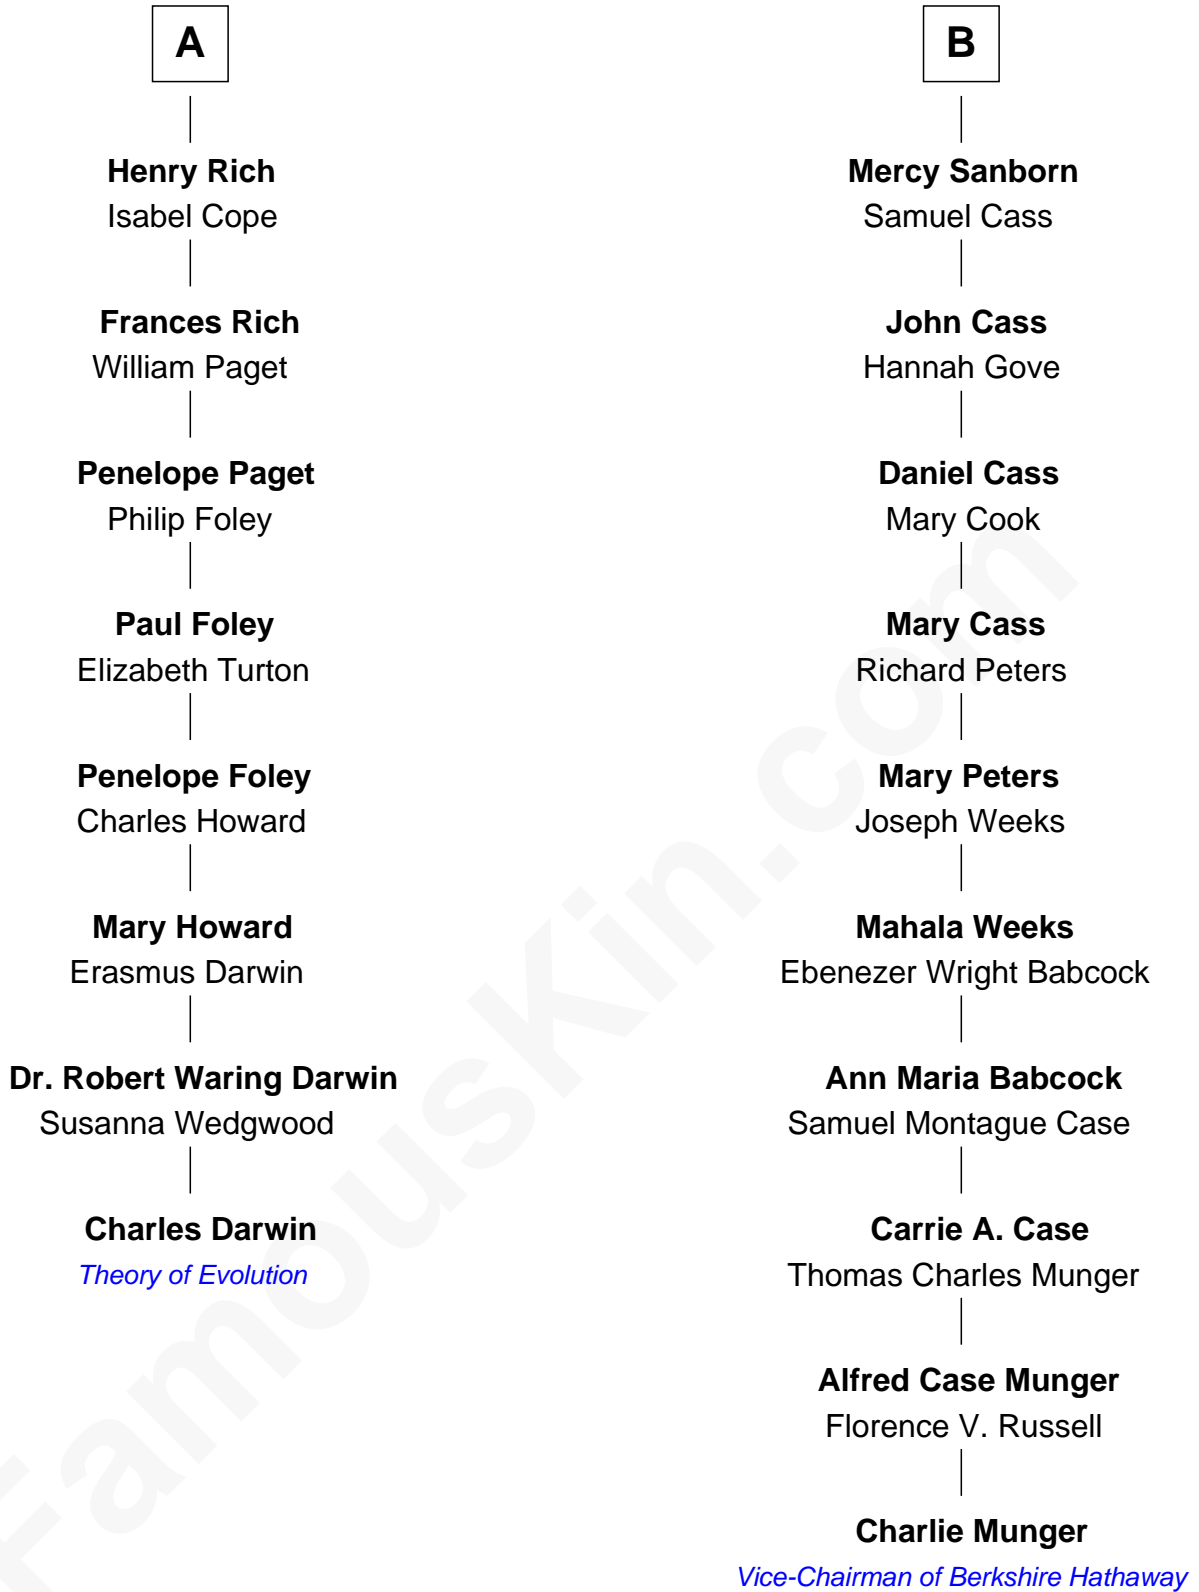 A
Henry Rich
Isabel Cope
Frances Rich
William Paget
Penelope Paget
Philip Foley
Paul Foley
Elizabeth Turton
Penelope Foley
Charles Howard
Mary Howard
Erasmus Darwin
Dr. Robert Waring Darwin
Susanna Wedgwood
Charles Darwin
Theory of Evolution
B
Mercy Sanborn
Samuel Cass
John Cass
Hannah Gove
Daniel Cass
Mary Cook
Mary Cass
Richard Peters
Mary Peters
Joseph Weeks
Mahala Weeks
Ebenezer Wright Babcock
Ann Maria Babcock
Samuel Montague Case
Carrie A. Case
Thomas Charles Munger
Alfred Case Munger
Florence V. Russell
Charlie Munger
Vice-Chairman of Berkshire Hathaway
FamousKin.com